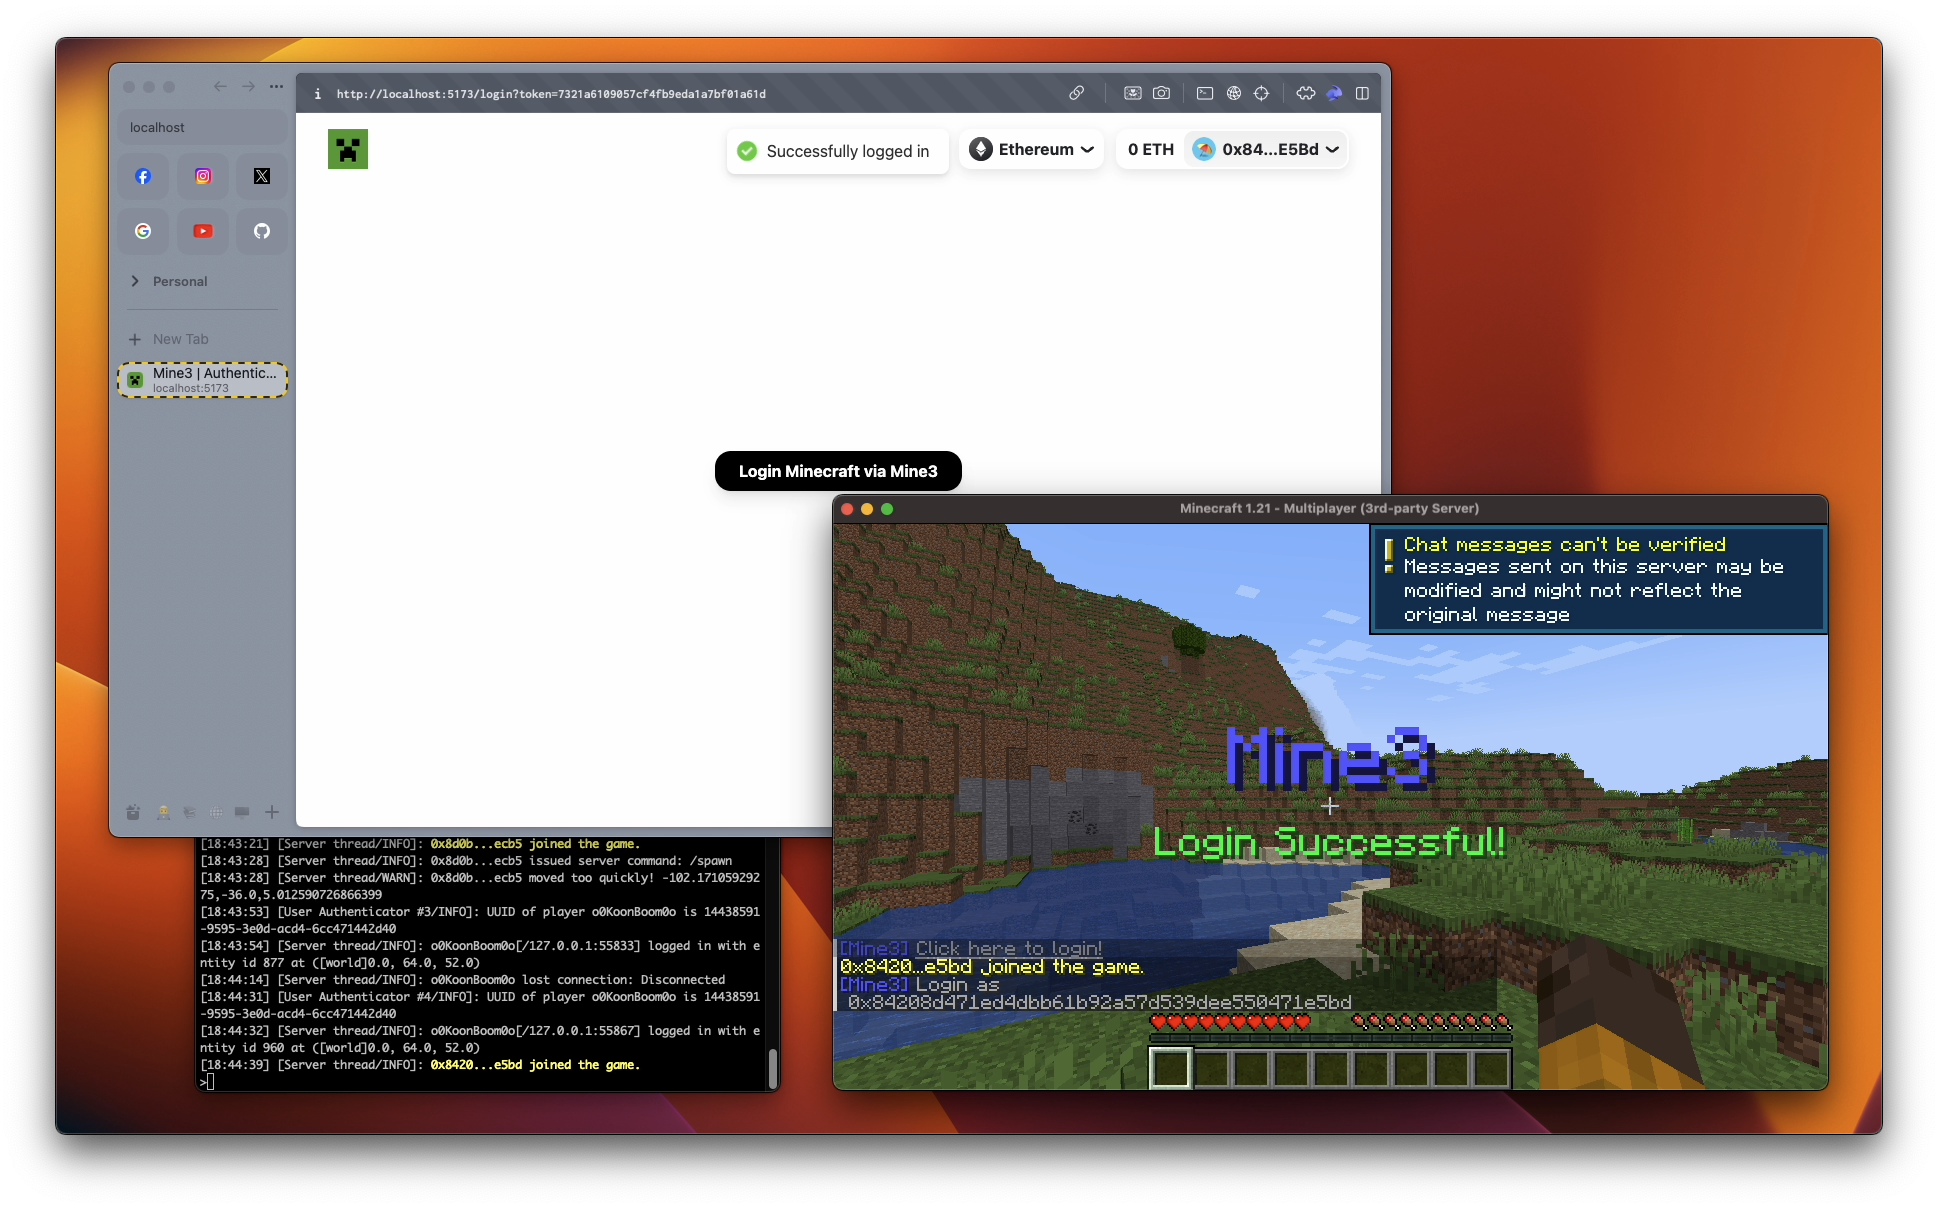 http://localhost:5173/login?token=7321a6109057cf4fb9eda1a7bf01a61d
localhost
Personal
New Tab
Mine3 | Authentic...
localhost:5173
Successfully logged in
Ethereum
0 ETH
0x84...E5Bd
Login Minecraft via Mine3
[18:43:21] [Server thread/INFO]: 0x8d0b...ecb5 joined the game.
[18:43:28] [Server thread/INFO]: 0x8d0b...ecb5 issued server command: /spawn
[18:43:28] [Server thread/WARN]: 0x8d0b...ecb5 moved too quickly! -102.171059292
75,-36.0,5.012590726866399
[18:43:53] [User Authenticator #3/INFO]: UUID of player o0KoonBoom0o is 14438591
-9595-3e0d-acd4-6cc471442d40
[18:43:54] [Server thread/INFO]: o0KoonBoom0o[/127.0.0.1:55833] logged in with e
ntity id 877 at ([world]0.0, 64.0, 52.0)
[18:44:14] [Server thread/INFO]: o0KoonBoom0o lost connection: Disconnected
[18:44:31] [User Authenticator #4/INFO]: UUID of player o0KoonBoom0o is 14438591
-9595-3e0d-acd4-6cc471442d40
[18:44:32] [Server thread/INFO]: o0KoonBoom0o[/127.0.0.1:55867] logged in with e
ntity id 960 at ([world]0.0, 64.0, 52.0)
[18:44:39] [Server thread/INFO]: 0x8420...e5bd joined the game.
>
Minecraft 1.21 - Multiplayer (3rd-party Server)
Chat messages can't be verified
Messages sent on this server may be
modified and might not reflect the
original message
Mine3
Login Successful!
[Mine3] Click here to login!
0x8420...e5bd joined the game.
[Mine3] Login as
0x84208d471ed4dbb61b92a57d539dee550471e5bd